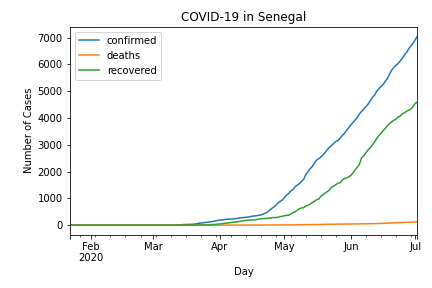 COVID-19 in Senegal
confirmed
deaths
recovered
Number of Cases
7000
6000
5000
4000
3000
2000
1000
0
Feb
2020
Mar
Apr
May
Jun
Jul
Day